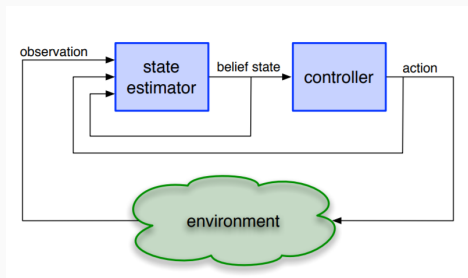 observation
state
estimator
belief state
controller
action
environment